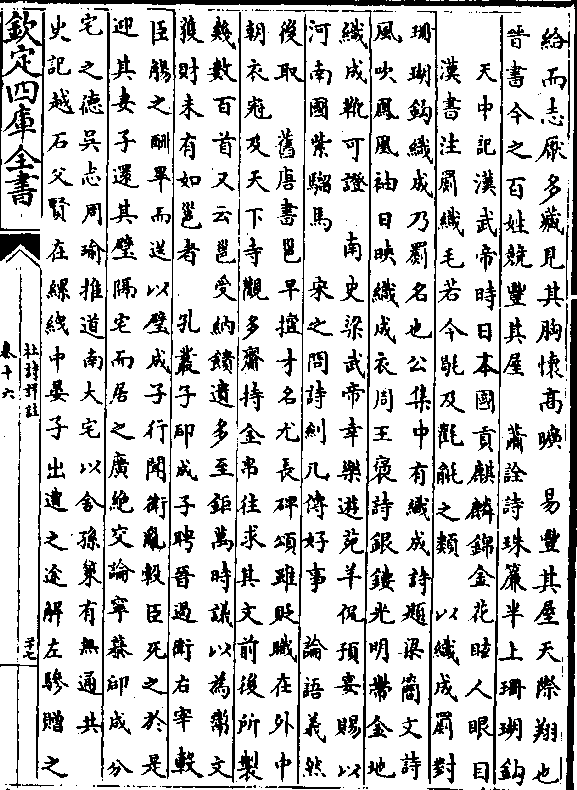 給而志厭多藏見其胸懷高曠　易豐其屋天際翔也
晉書今之百姓競豐其屋　蕭詮詩珠簾半上珊瑚鈎
天中記漢武帝時日本國貢麒麟錦金花眩人眼目
漢書注罽織毛若今毼及氍毹之類　以織成罽對
珊瑚鈎織成乃罽名也公集中有織成詩題梁簡文詩
風吹鳳凰袖日映織成衣周王褒詩銀鏤光明帶金地
織成靴可證　南史梁武帝幸樂遊苑羊侃預宴賜以
河南國紫騮馬　宋之問詩糾凡傳好事　論語義然
後取　舊唐書邕早擅才名尤長碑頌雖貶職在外中
朝衣冠及天下寺觀多齎持金帛往求其文前後所製
幾數百首又云邕受納饋遺多至鉅萬時議以為鬻文
獲財未有如邕者　孔叢子郈成子聘晉過衛右宰轂
臣觴之酣畢而送以璧成子行聞衛亂轂臣死之於是
迎其妻子還其璧隔宅而居之廣絕交論寧慕郈成分
宅之德吳志周瑜推道南大宅以舍孫策有無通共
史記越石父賢在縲絏中晏子出遭之途解左驂贈之
欽定四庫全書
杜詩詳註
卷十六